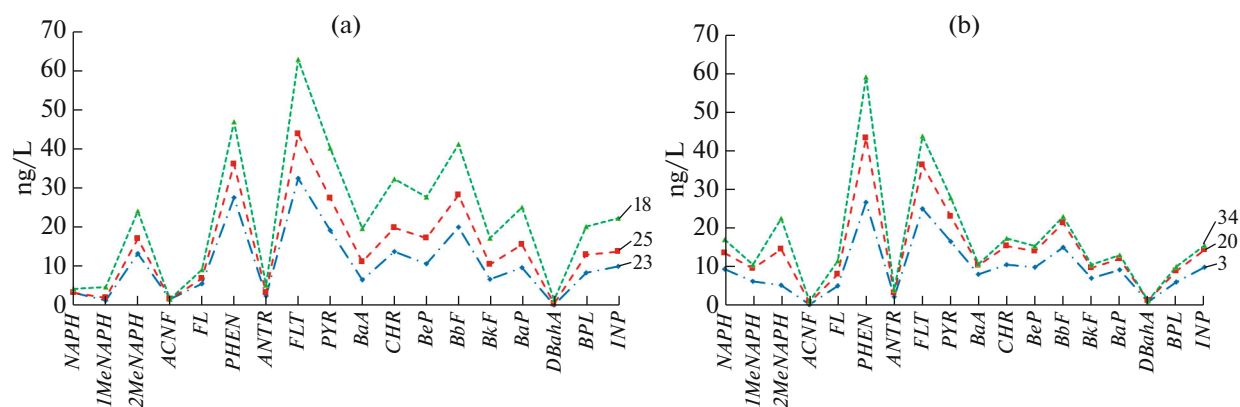 (a)
ng/L
70
60
50
40
30
20
10
0
18
25
23
NAPH
1MeNAPH
2MeNAPH
ACNF
FL
PHEN
ANTR
FLT
PYR
BaA
CHR
BeP
BbF
BkF
BaP
DBahA
BPL
INP
(b)
ng/L
70
60
50
40
30
20
10
0
34
20
3
NAPH
1MeNAPH
2MeNAPH
ACNF
FL
PHEN
ANTR
FLT
PYR
BaA
CHR
BeP
BbF
BkF
BaP
DBahA
BPL
INP